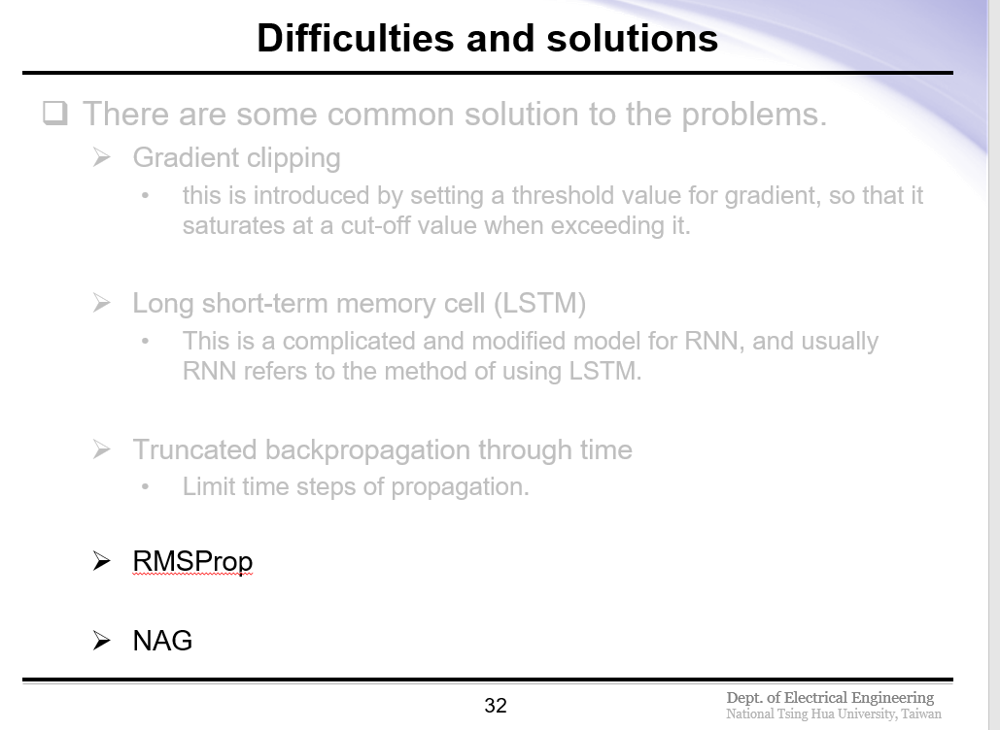 Difficulties and solutions
There are some common solution to the problems.
Gradient clipping
this is introduced by setting a threshold value for gradient, so that it
saturates at a cut-off value when exceeding it.
Long short-term memory cell (LSTM)
This is a complicated and modified model for RNN, and usually
RNN refers to the method of using LSTM.
Truncated backpropagation through time
Limit time steps of propagation.
RMSProp
NAG
32
Dept. of Electrical Engineering
National Tsing Hua University, Taiwan